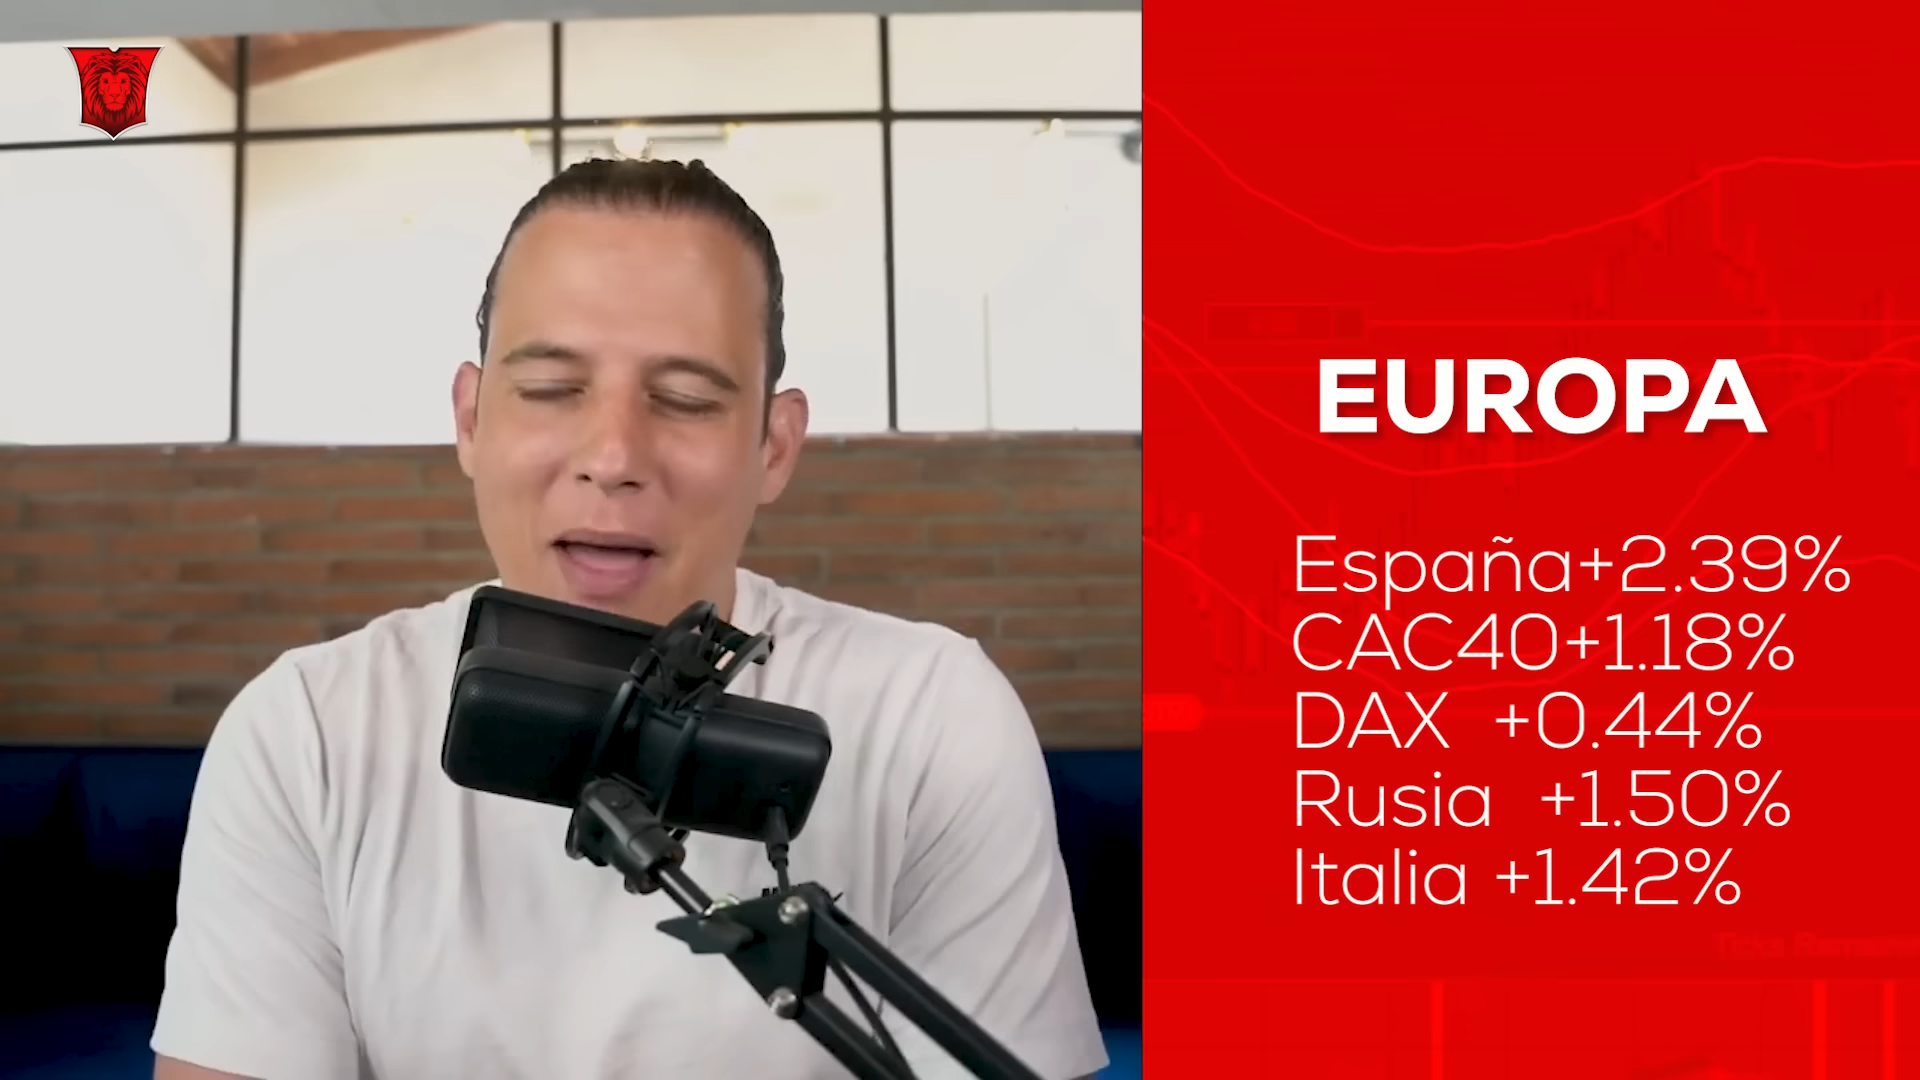 EUROPA
España+2.39%
CAC40+1.18%
DAX +0.44%
Rusia +1.50%
Italia +1.42%